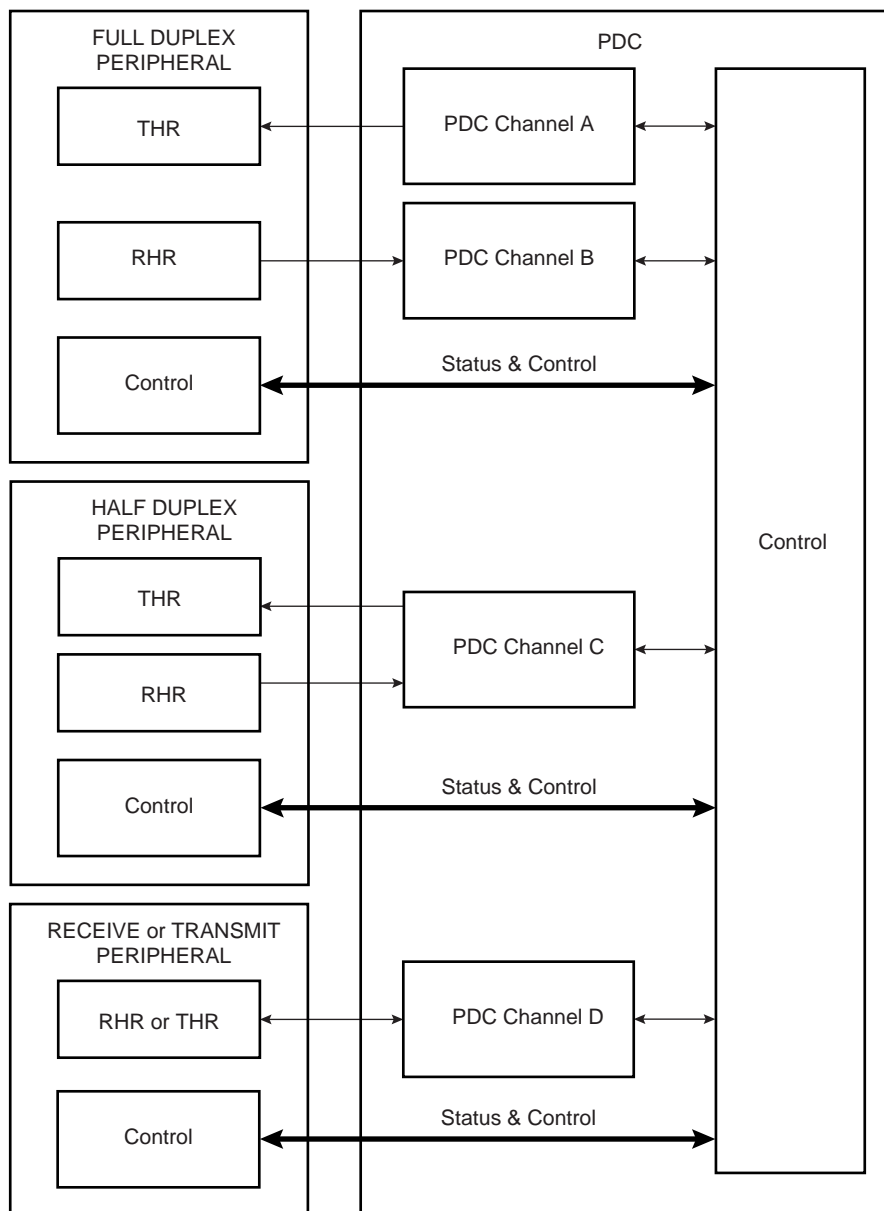 FULL DUPLEX
PERIPHERAL
PDC
THR
PDC Channel A
RHR
PDC Channel B
Control
Status & Control
HALF DUPLEX
PERIPHERAL
THR
Control
PDC Channel C
RHR
Control
Status & Control
RECEIVE or TRANSMIT
PERIPHERAL
RHR or THR
PDC Channel D
Control
Status & Control